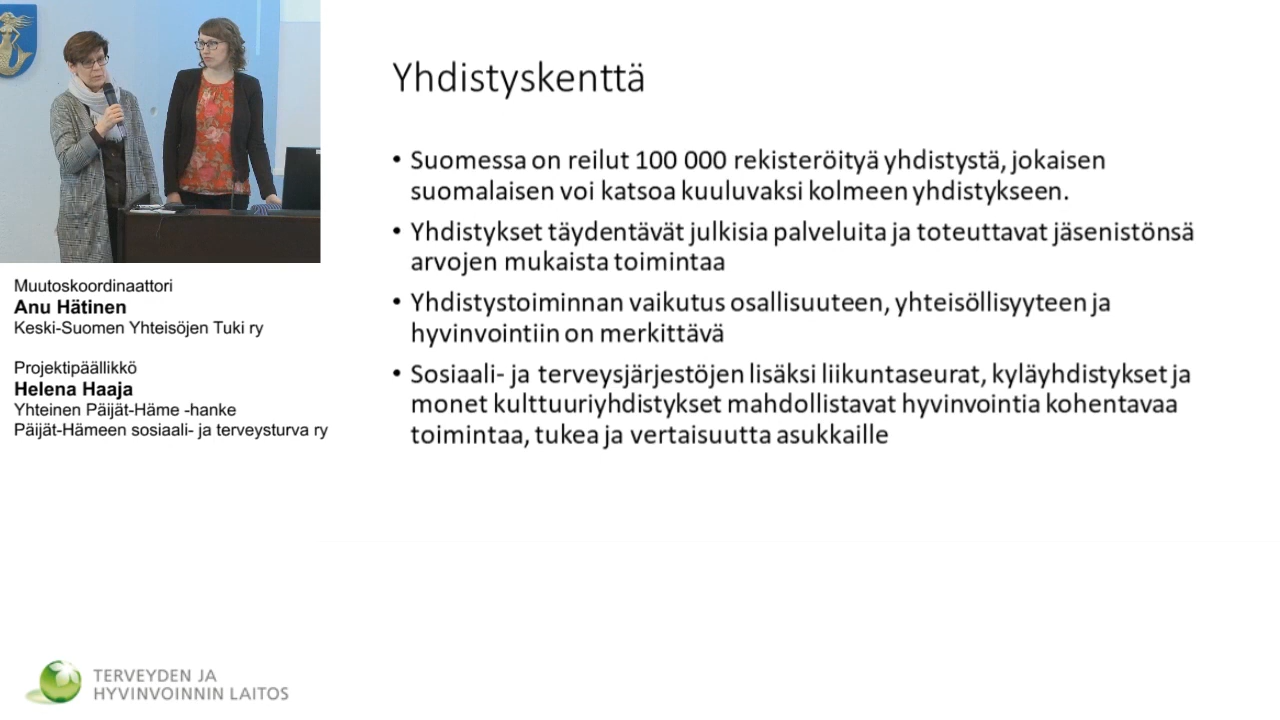 Yhdistyskenttä
• Suomessa on reilut 100 000 rekisteröityä yhdistystä, jokaisen
suomalaisen voi katsoa kuuluvaksi kolmeen yhdistykseen.
• Yhdistykset täydentävät julkisia palveluita ja toteuttavat jäsenistönsä
arvojen mukaista toimintaa
• Yhdistystoiminnan vaikutus osallisuuteen, yhteisöllisyyteen ja
hyvinvointiin on merkittävä
• Sosiaali- ja terveysjärjestöjen lisäksi liikuntaseurat, kyläyhdistykset ja
monet kulttuuriyhdistykset mahdollistavat hyvinvointia kohentavaa
toimintaa, tukea ja vertaisuutta asukkaille
Muutoskoordinaattori
Anu Hätinen
Keski-Suomen Yhteisöjen Tuki ry
Projektipäällikkö
Helena Haaja
Yhteinen Päijät-Häme -hanke
Päijät-Hämeen sosiaali- ja terveysturva ry
TERVEYDEN JA
HYVINVOINNIN LAITOS